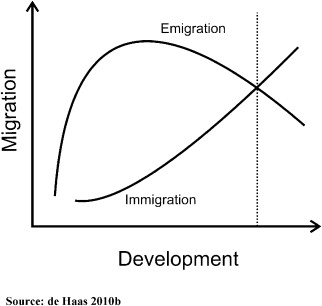 Emigration
Migration
Immigration
Development
Source: de Haas 2010b